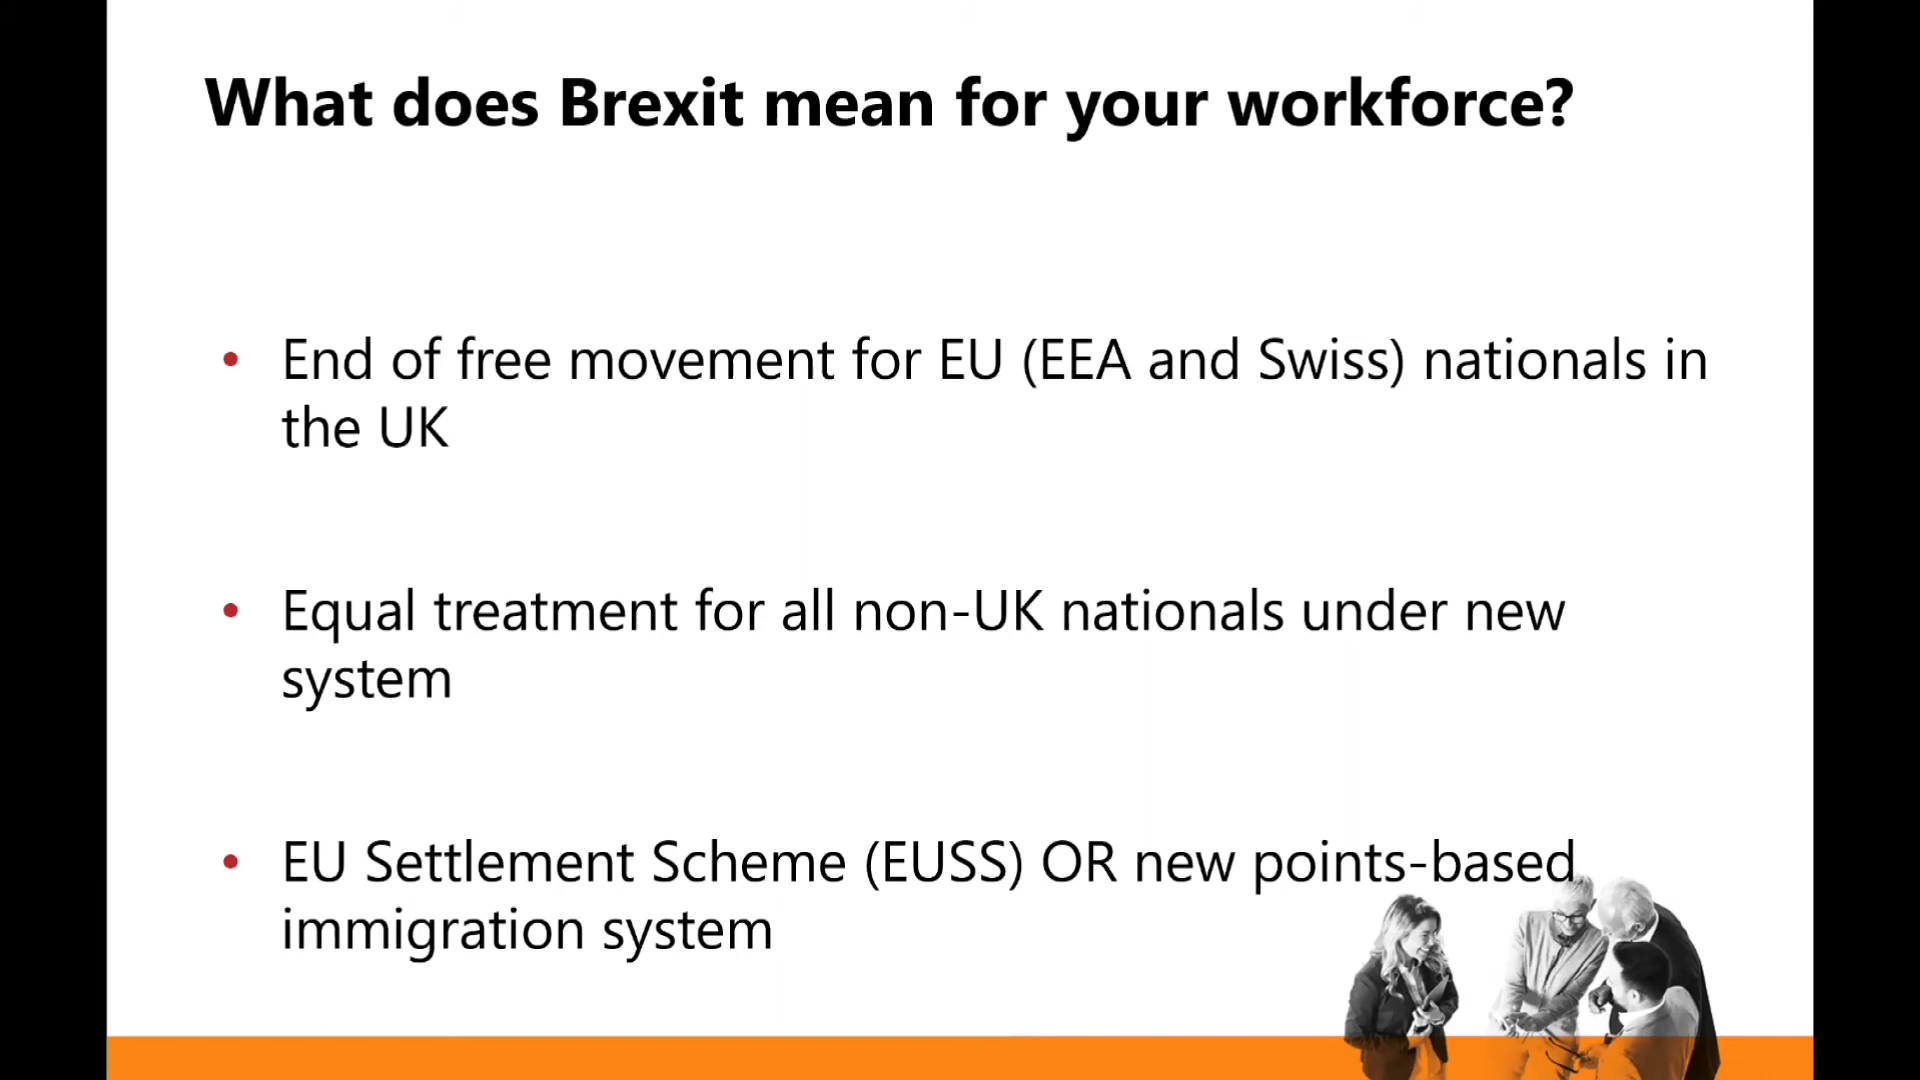 What does Brexit mean for your workforce?
• End of free movement for EU (EEA and Swiss) nationals in
the UK
• Equal treatment for all non-UK nationals under new
system
• EU Settlement Scheme (EUSS) OR new points-based
immigration system